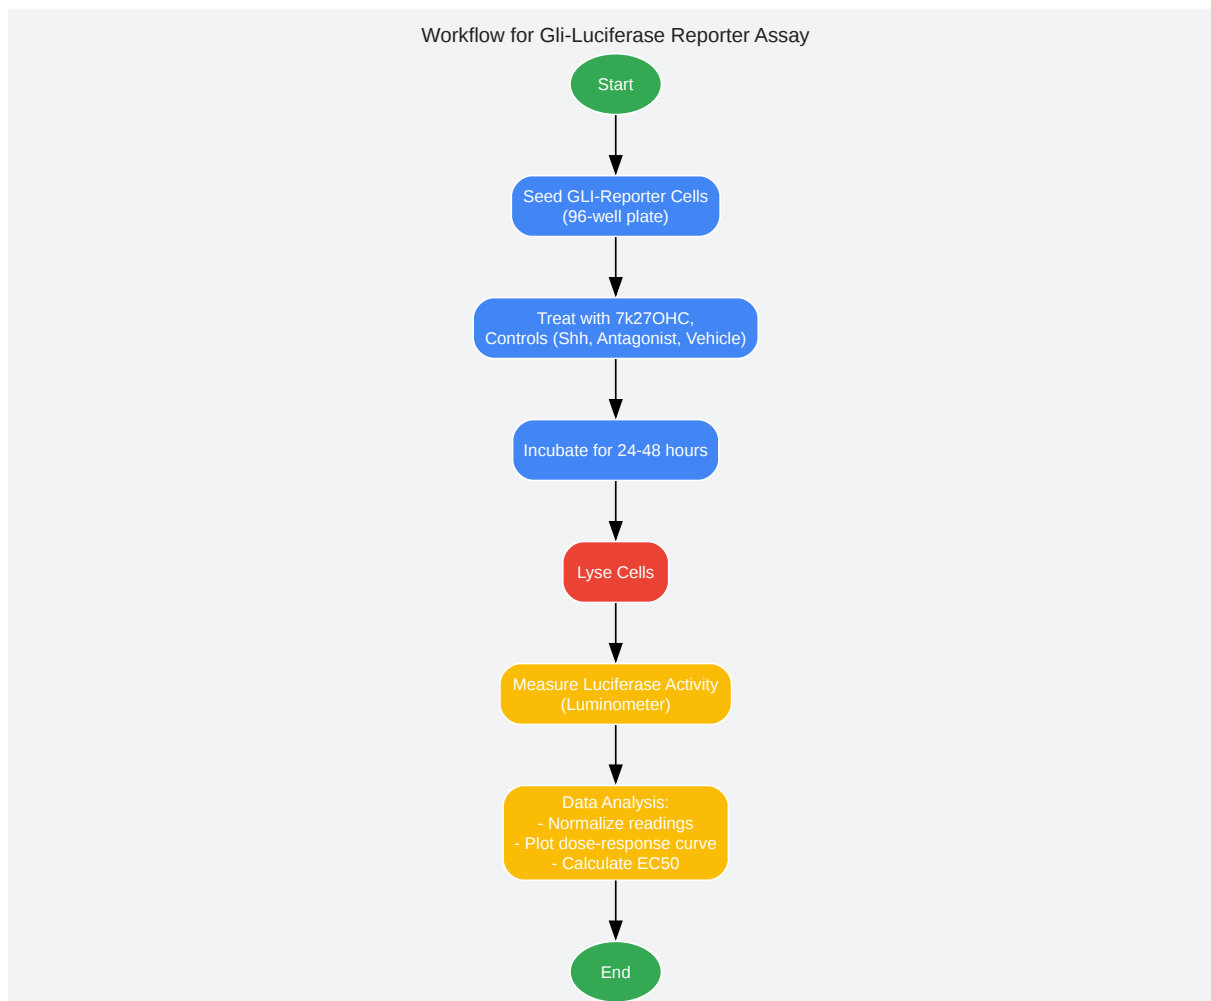 Workflow for Gli-Luciferase Reporter Assay
Start
Seed GLI-Reporter Cells
(96-well plate)
Treat with 7k27OHC,
Controls (Shh, Antagonist, Vehicle)
Incubate for 24-48 hours
Lyse Cells
Measure Luciferase Activity
(Luminometer)
Data Analysis:
- Normalize readings
- Plot dose-response curve
- Calculate EC50
End